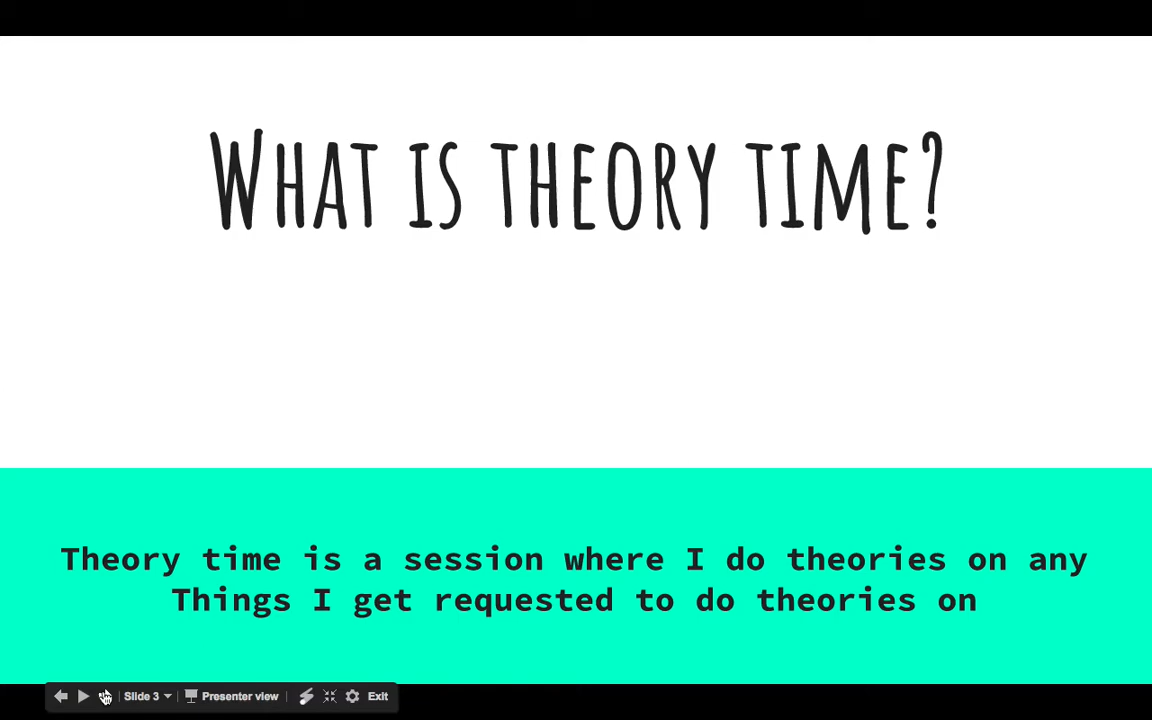 What is theory time?
Theory time is a session where I do theories on any
Things I get requested to do theories on
Slide 3
Presenter view
Exit